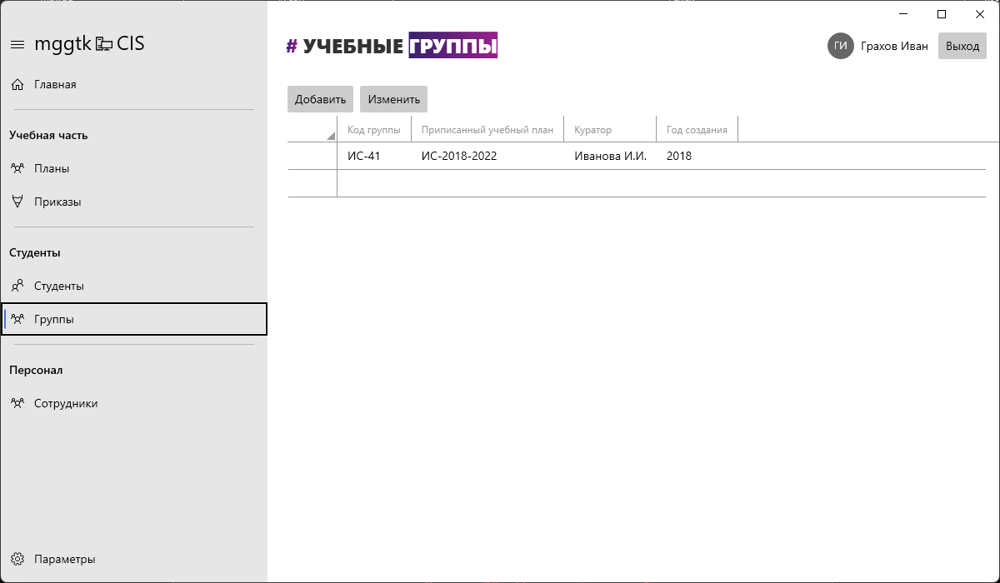 mggtk CIS
Главная
Учебная часть
Планы
Приказы
Студенты
Студенты
Группы
Персонал
Сотрудники
Параметры
# УЧЕБНЫЕ ГРУППЫ
ГИ Грахов Иван Выход
Добавить Изменить
Код группы Приписанный учебный план Куратор Год создания
ИС-41 ИС-2018-2022 Иванова И.И. 2018